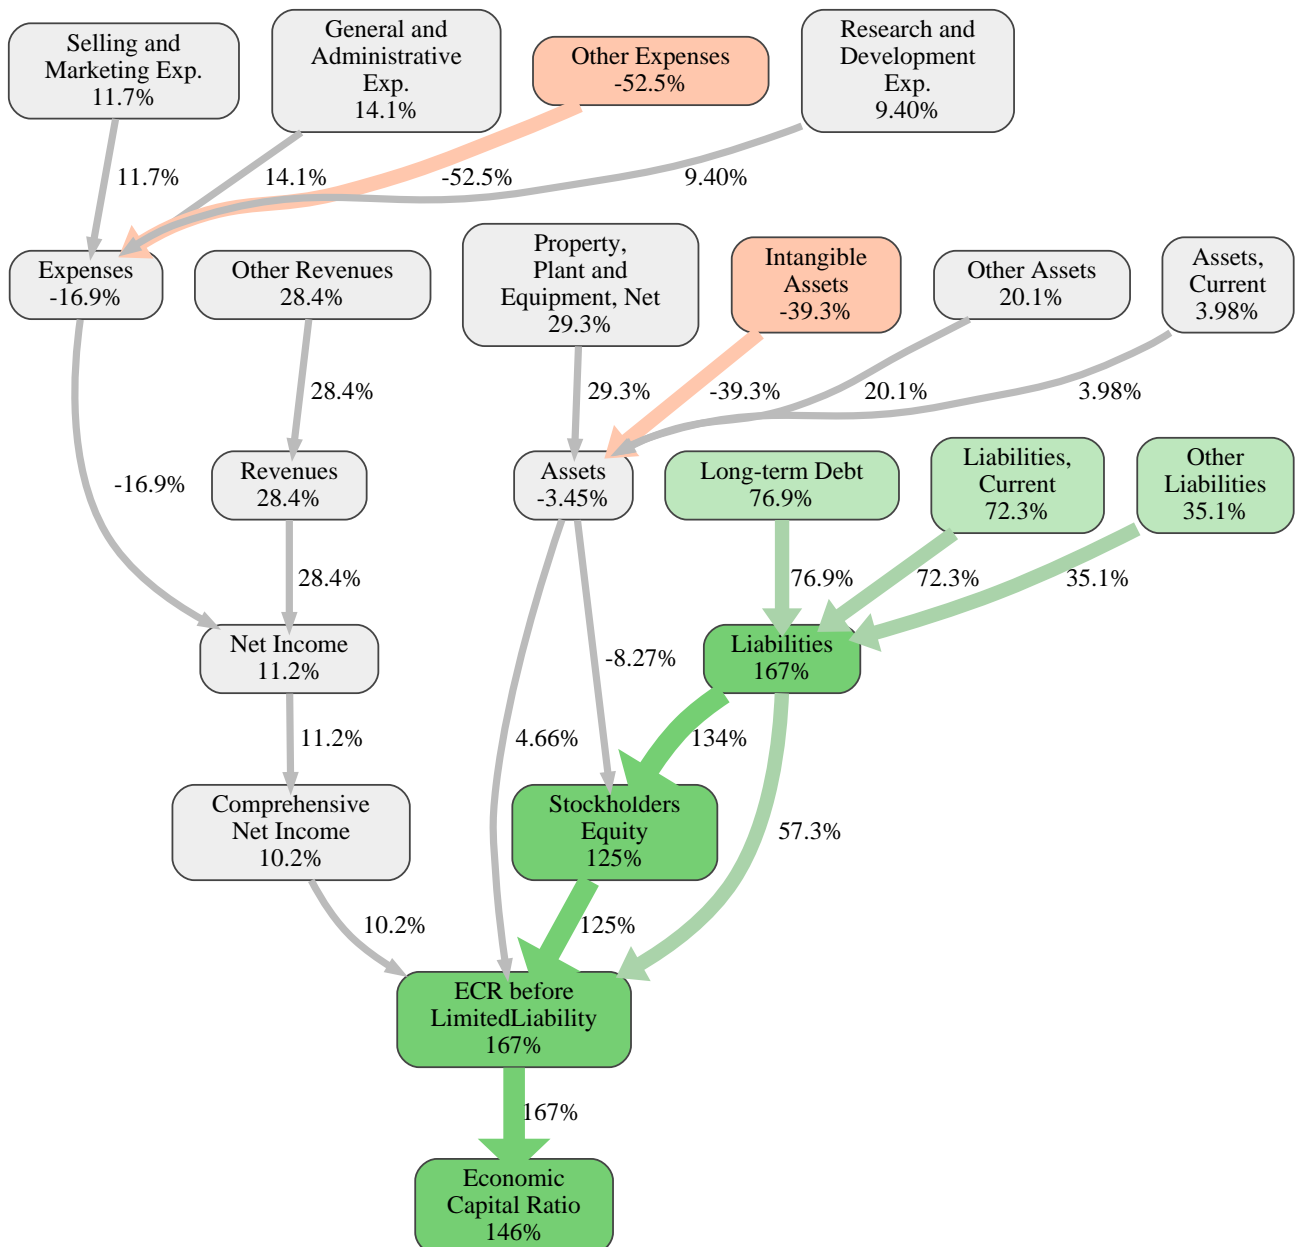 Selling and
Marketing Exp.
11.7%
General and
Administrative
Exp.
14.1%
Other Expenses
-52.5%
Research and
Development
Exp.
9.40%
11.7%
14.1%
-52.5%
9.40%
Expenses
-16.9%
Other Revenues
28.4%
Property,
Plant and
Equipment, Net
29.3%
Intangible
Assets
-39.3%
Other Assets
20.1%
Assets,
Current
3.98%
28.4%
29.3%
-39.3%
20.1%
3.98%
-16.9%
Revenues
28.4%
Assets
-3.45%
Long-term Debt
76.9%
Liabilities,
Current
72.3%
Other
Liabilities
35.1%
28.4%
76.9%
72.3%
35.1%
Net Income
11.2%
-8.27%
Liabilities
167%
11.2%
4.66%
134%
Comprehensive
Net Income
10.2%
Stockholders
Equity
125%
57.3%
10.2%
125%
ECR before
LimitedLiability
167%
167%
Economic
Capital Ratio
146%